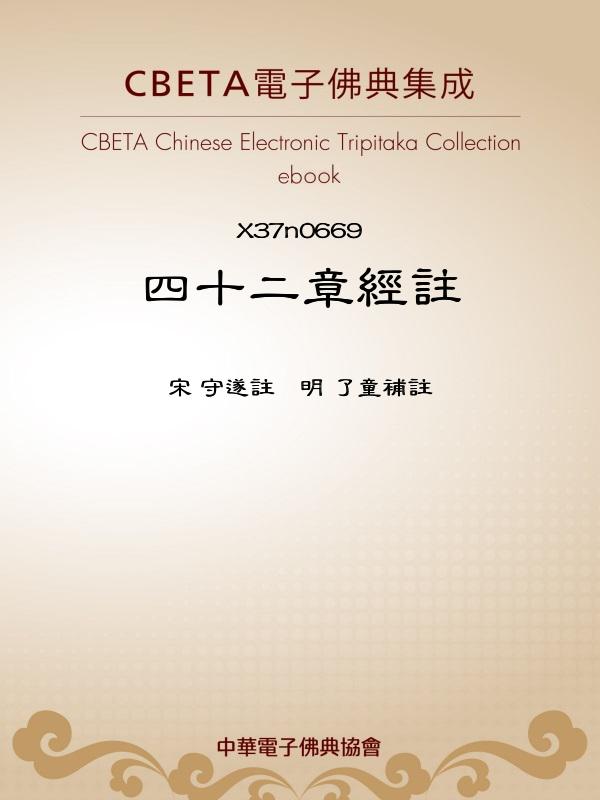 CBETA電子佛典集成
CBETA Chinese Electronic Tripitaka Collection
ebook
X37n0669
四十二章經註
宋 守遂註　明 了童補註
中華電子佛典協會